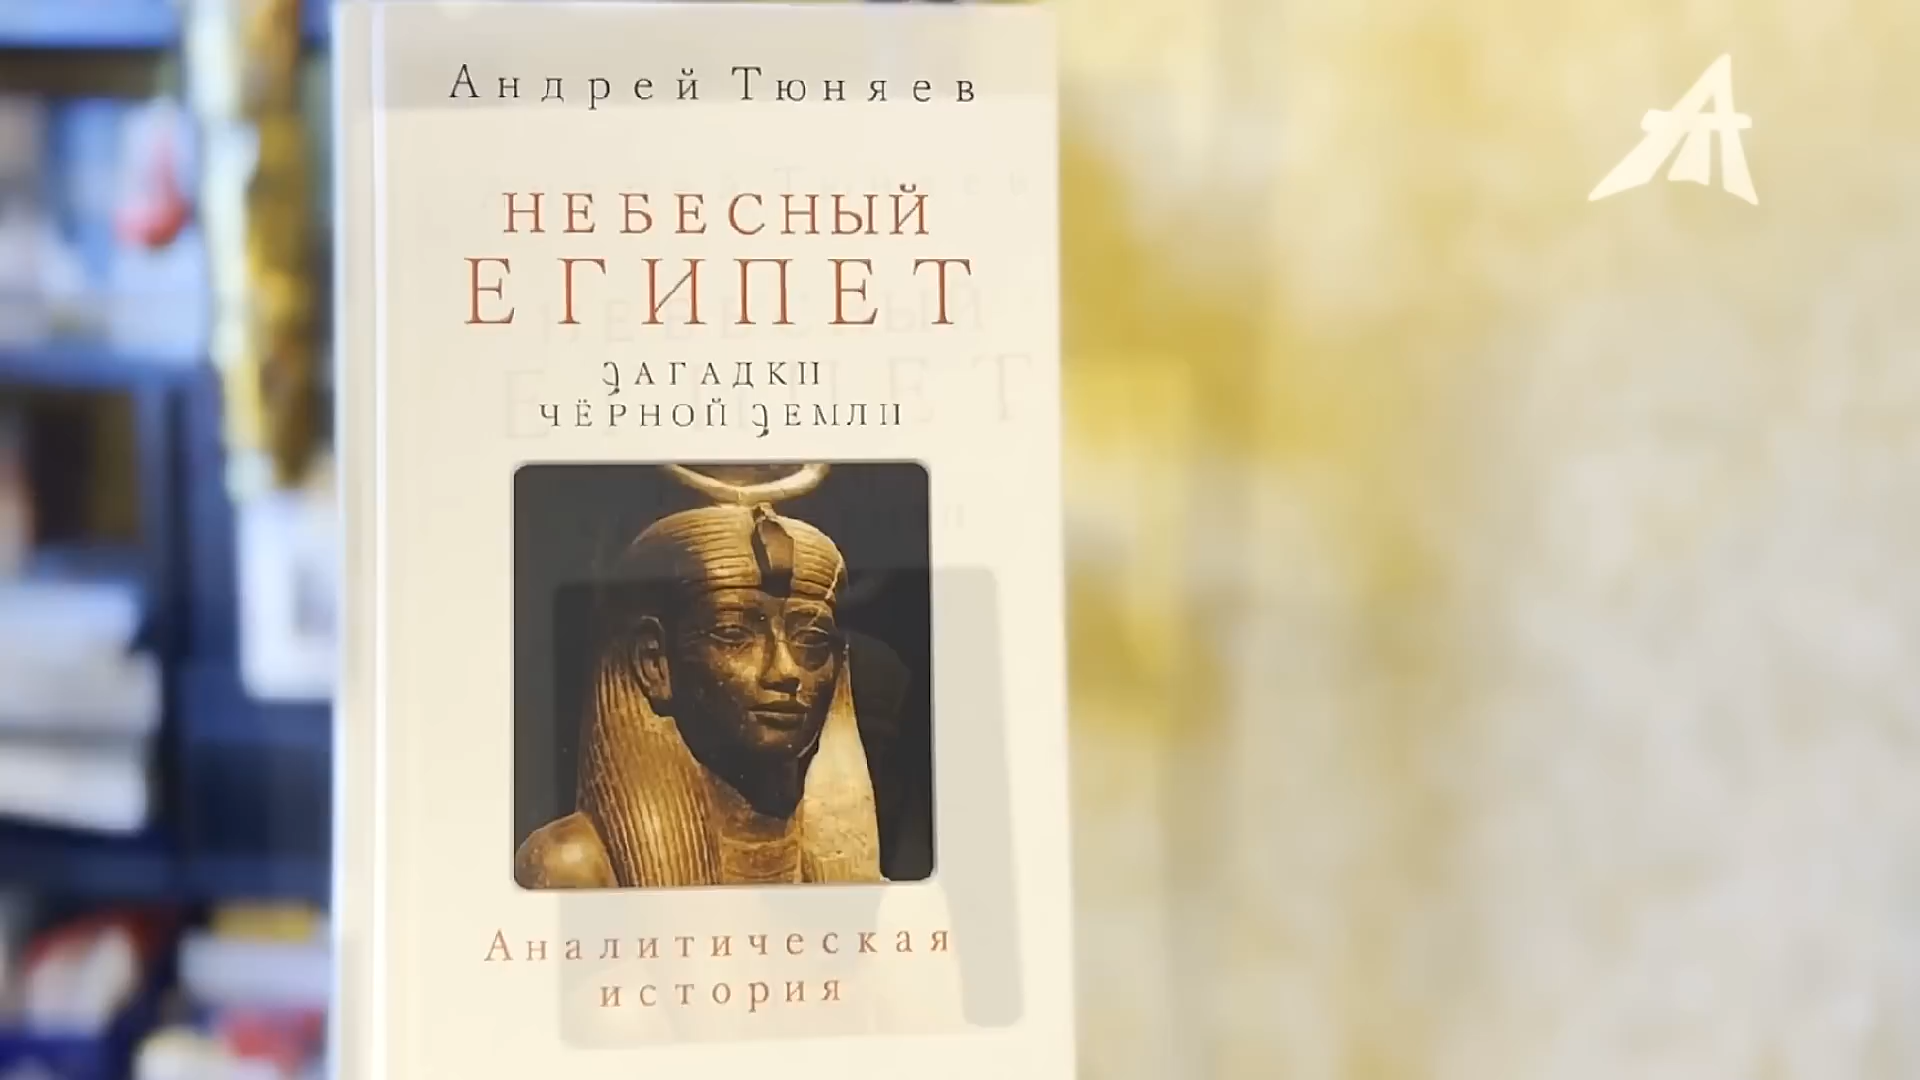 Андрей Тюняев
НЕБЕСНЫЙ
ЕГИПЕТ
ЗАГАДКИ
ЧЁРНОЙ ЗЕМЛИ
Аналитическая
история